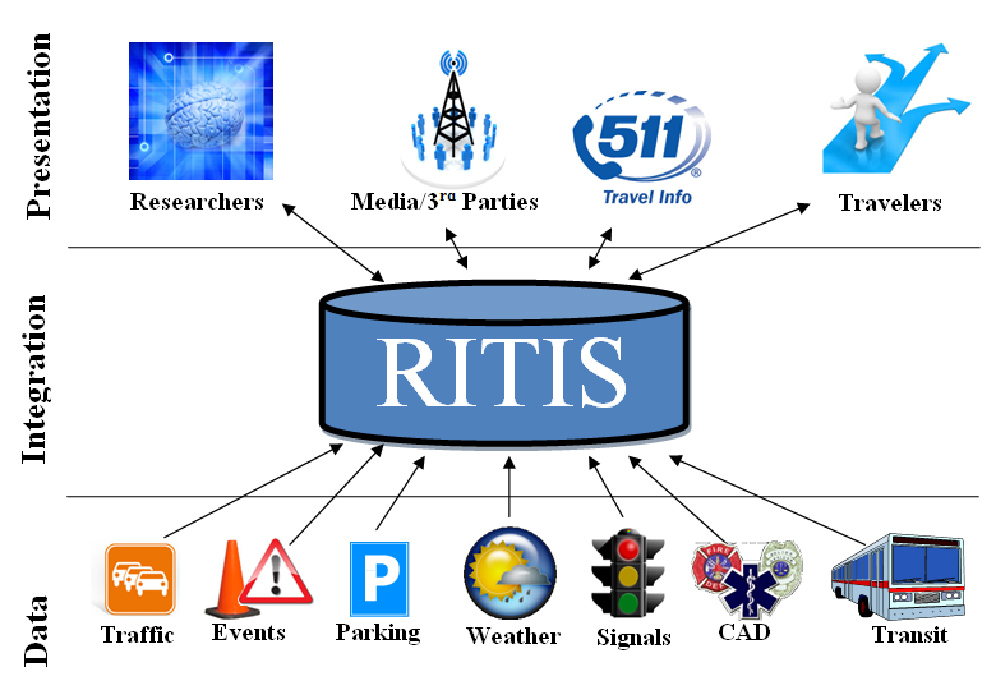 Presentation
Researchers
Media/3rd Parties
511
®
Travel Info
Travelers
Integration
RITIS
Data
Traffic
Events
P
Parking
Weather
Signals
FIRE
CAD
Transit